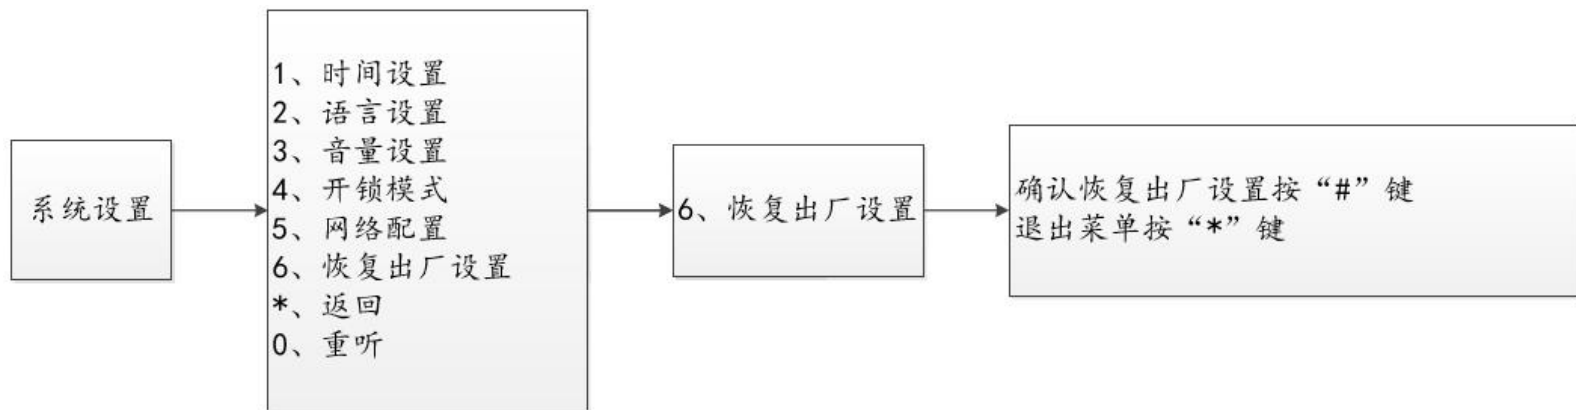 系统设置
1、时间设置
2、语言设置
3、音量设置
4、开锁模式
5、网络配置
6、恢复出厂设置
*、返回
0、重听
6、恢复出厂设置
确认恢复出厂设置按“#”键
退出菜单按“*”键